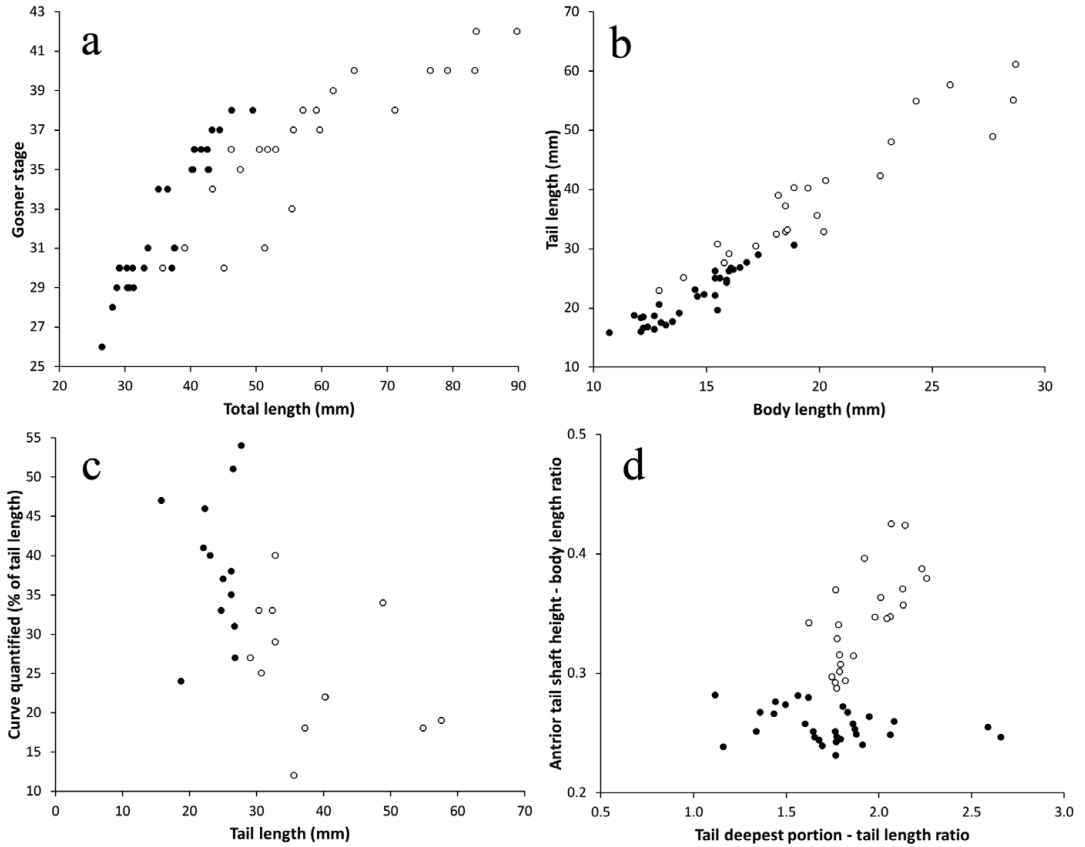 a
43
41
39
37
35
33
31
29
27
25
Gosner stage
20 30 40 50 60 70 80 90
Total length (mm)
b
70
60
50
40
30
20
10
Tail length (mm)
10 15 20 25 30
Body length (mm)
c
55
50
45
40
35
30
25
20
15
10
Curve quantified (% of tail length)
0 10 20 30 40 50 60 70
Tail length (mm)
d
0.5
0.4
0.3
0.2
Antrior tail shaft height - body length ratio
0.5 1.0 1.5 2.0 2.5 3.0
Tail deepest portion - tail length ratio